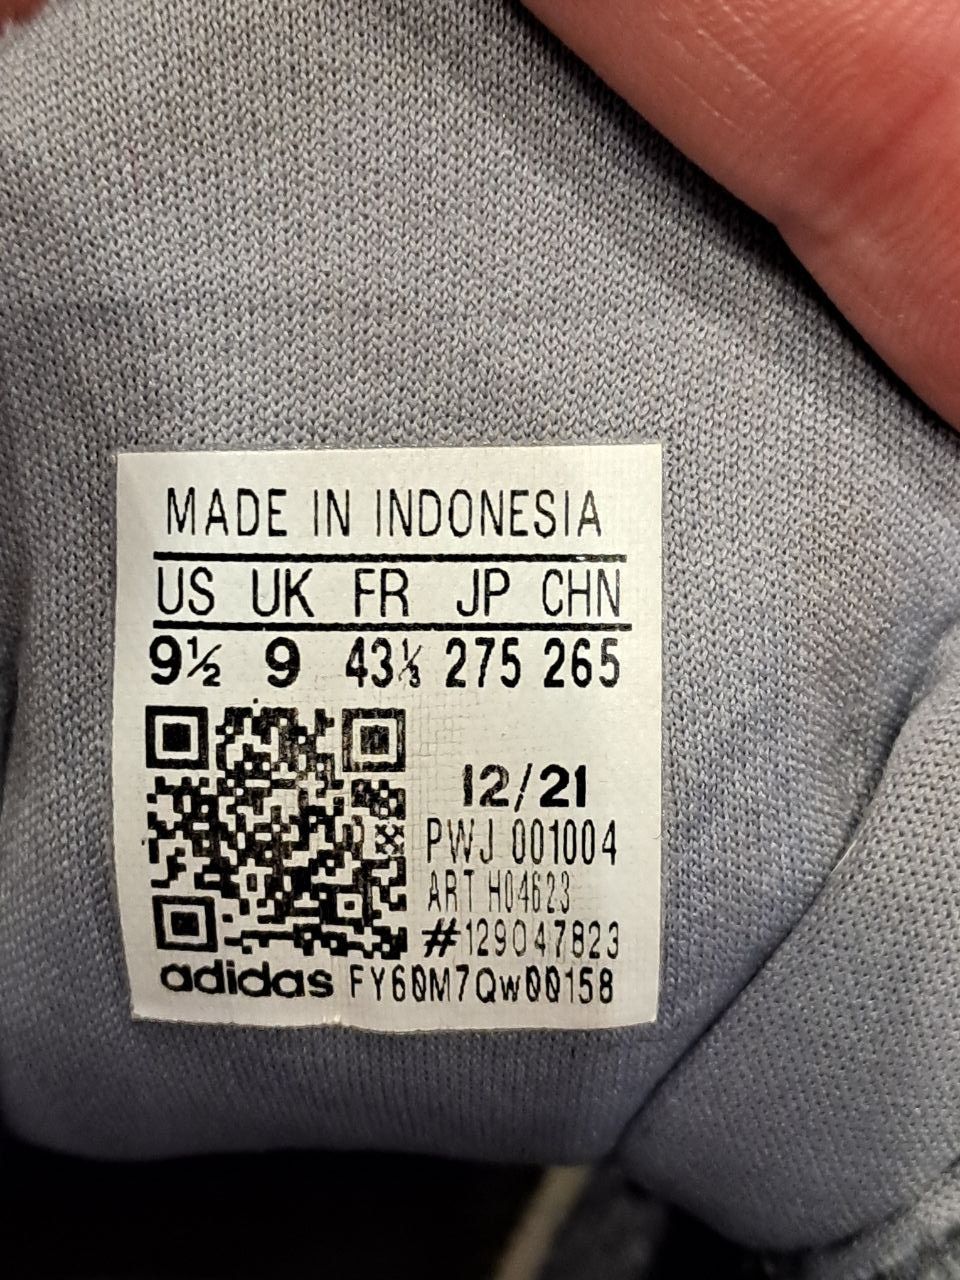 MADE IN INDONESIA
US UK FR JP CHN
9½ 9 43⅓ 275 265
12/21
PWJ 001004
ART H04623
#129047823
adidas FY60M7Qw00158